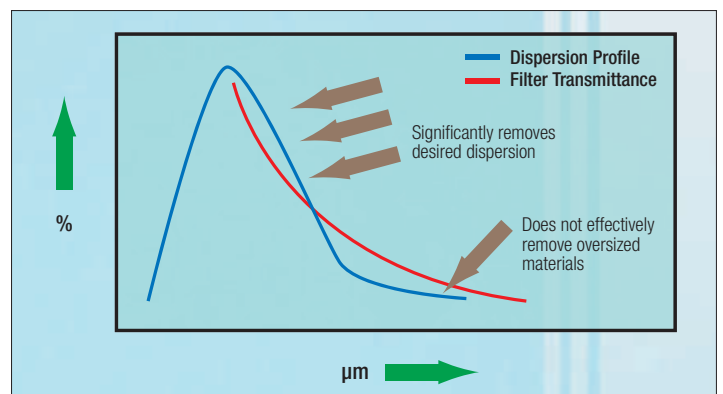 Dispersion Profile
Filter Transmittance
Significantly removes
desired dispersion
%
Does not effectively
remove oversized
materials
µm